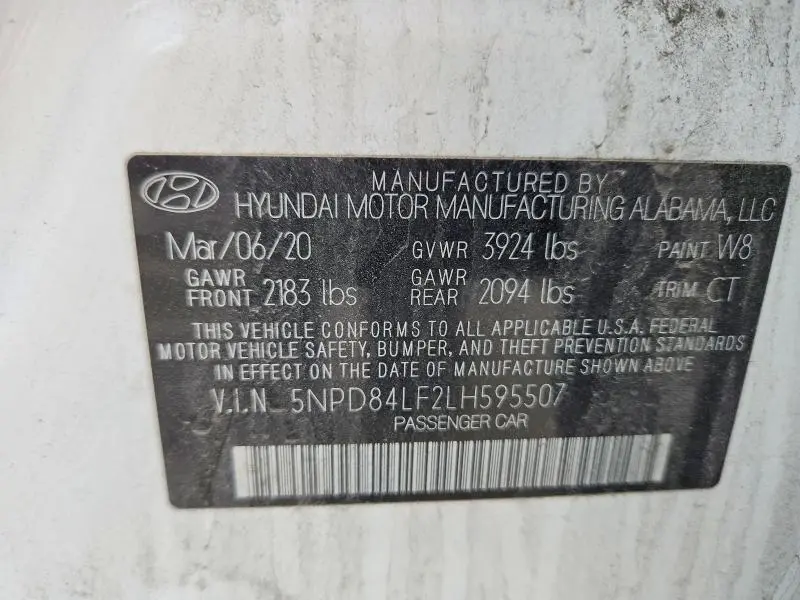 MANUFACTURED BY
HYUNDAI MOTOR MANUFACTURING ALABAMA, LLC
Mar/06/20 GVWR 3924 lbs PAINT W8
GAWR FRONT 2183 lbs GAWR REAR 2094 lbs TRIM CT
THIS VEHICLE CONFORMS TO ALL APPLICABLE U.S.A. FEDERAL
MOTOR VEHICLE SAFETY, BUMPER, AND THEFT PREVENTION STANDARDS
IN EFFECT ON THE DATE OF MANUFACTURE SHOWN ABOVE
V.I.N 5NPD84LF2LH595507
PASSENGER CAR